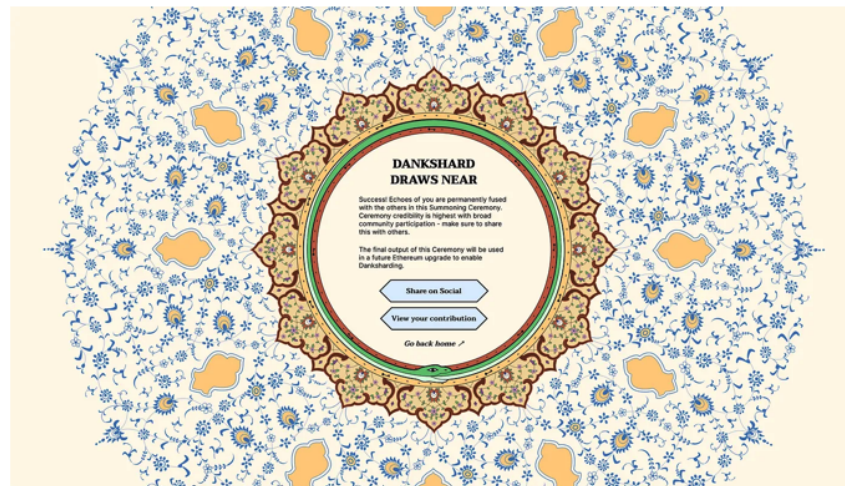 DANKSHARD
DRAWS NEAR
Success! Echoes of you are permanently fused
with the others in this Summoning Ceremony.
Ceremony credibility is highest with broad
community participation - make sure to share
this with others.
The final output of this Ceremony will be used
in a future Ethereum upgrade to enable
Danksharding.
Share on Social
View your contribution
Go back home ↗